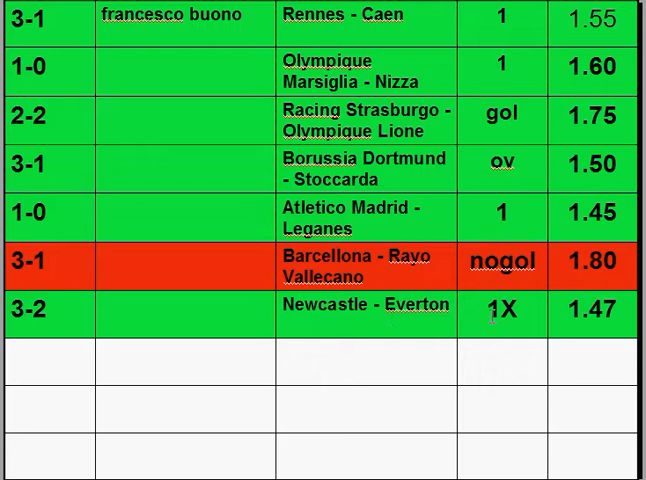 3-1 francesco buono Rennes - Caen 1 1.55
1-0 Olympique Marsiglia - Nizza 1 1.60
2-2 Racing Strasburgo - Olympique Lione gol 1.75
3-1 Borussia Dortmund - Stoccarda ov 1.50
1-0 Atletico Madrid - Leganes 1 1.45
3-1 Barcellona - Rayo Vallecano nogol 1.80
3-2 Newcastle - Everton 1X 1.47